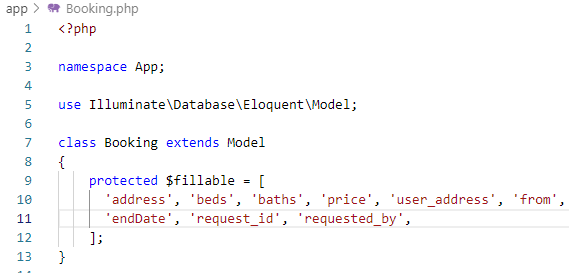 app > Booking.php
1 <?php
2
3 namespace App;
4
5 use Illuminate\Database\Eloquent\Model;
6
7 class Booking extends Model
8 {
9     protected $fillable = [
10       'address', 'beds', 'baths', 'price', 'user_address', 'from',
11       'endDate', 'request_id', 'requested_by',
12     ];
13 }